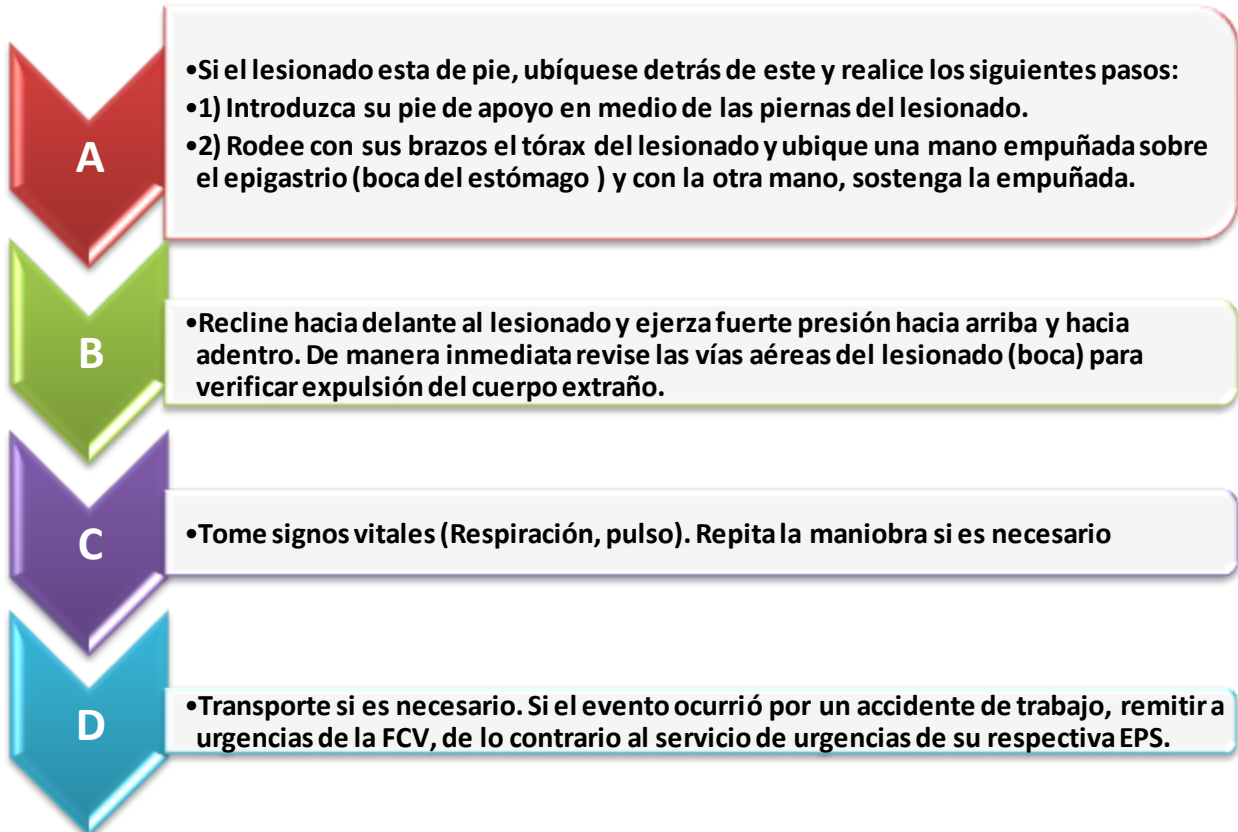 A
•Si el lesionado esta de pie, ubíquese detrás de este y realice los siguientes pasos:
•1) Introduzca su pie de apoyo en medio de las piernas del lesionado.
•2) Rodee con sus brazos el tórax del lesionado y ubique una mano empuñada sobre
el epigastrio (boca del estómago ) y con la otra mano, sostenga la empuñada.
B
•Recline hacia delante al lesionado y ejerza fuerte presión hacia arriba y hacia
adentro. De manera inmediata revise las vías aéreas del lesionado (boca) para
verificar expulsión del cuerpo extraño.
C
•Tome signos vitales (Respiración, pulso). Repita la maniobra si es necesario
D
•Transporte si es necesario. Si el evento ocurrió por un accidente de trabajo, remitir a
urgencias de la FCV, de lo contrario al servicio de urgencias de su respectiva EPS.